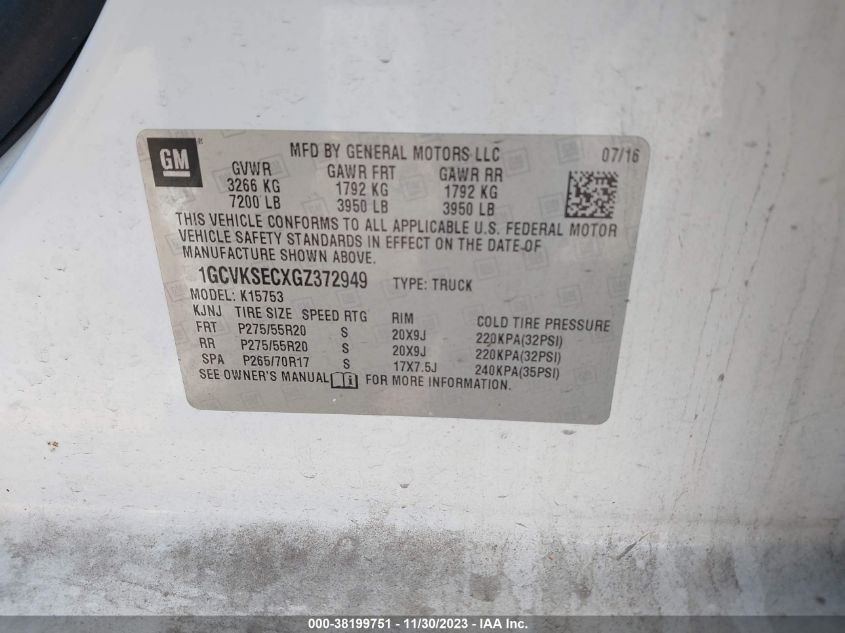 GM
MFD BY GENERAL MOTORS LLC 07/16
GVWR GAWR FRT GAWR RR
3266 KG 1792 KG 1792 KG
7200 LB 3950 LB 3950 LB
THIS VEHICLE CONFORMS TO ALL APPLICABLE U.S. FEDERAL MOTOR
VEHICLE SAFETY STANDARDS IN EFFECT ON THE DATE OF
MANUFACTURE SHOWN ABOVE.
1GCVKSECXGZ372949 TYPE: TRUCK
MODEL: K15753
KJNJ TIRE SIZE SPEED RTG RIM COLD TIRE PRESSURE
FRT P275/55R20 S 20X9J 220KPA(32PSI)
RR P275/55R20 S 20X9J 220KPA(32PSI)
SPA P265/70R17 S 17X7.5J 240KPA(35PSI)
SEE OWNER'S MANUAL FOR MORE INFORMATION.
000-38199751 — 11/30/2023 — IAA Inc.